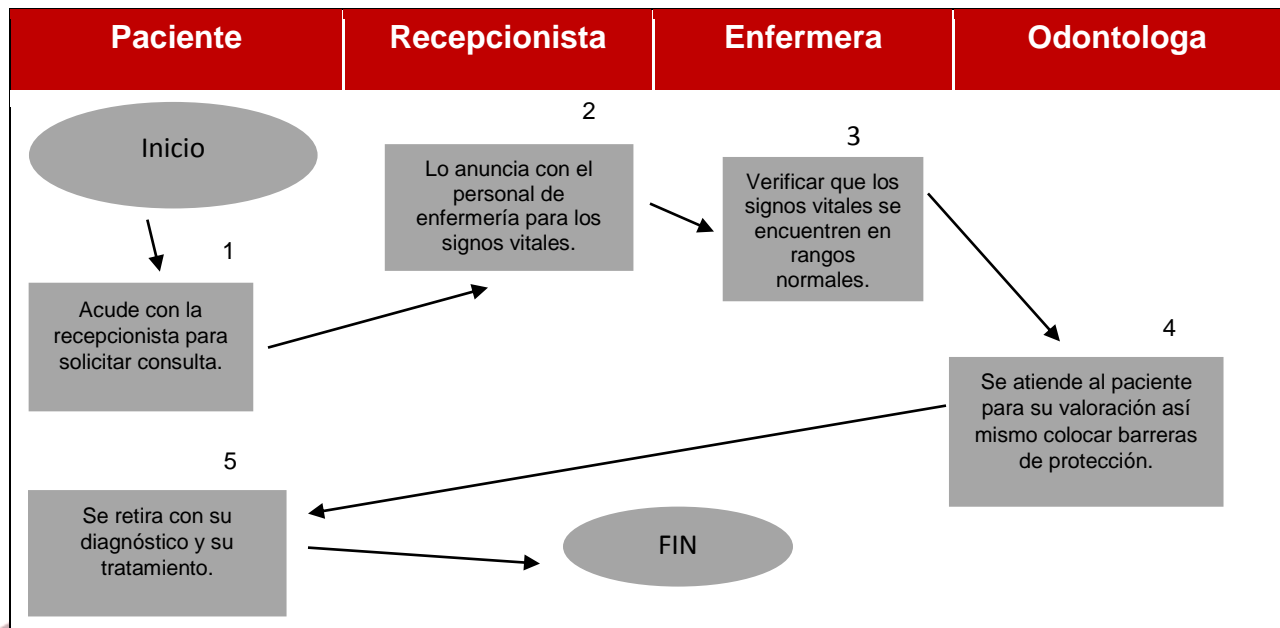 Paciente
Recepcionista
Enfermera
Odontologa
Inicio
1
Acude con la
recepcionista para
solicitar consulta.
2
Lo anuncia con el
personal de
enfermería para los
signos vitales.
3
Verificar que los
signos vitales se
encuentren en
rangos
normales.
4
Se atiende al paciente
para su valoración así
mismo colocar barreras
de protección.
5
Se retira con su
diagnóstico y su
tratamiento.
FIN